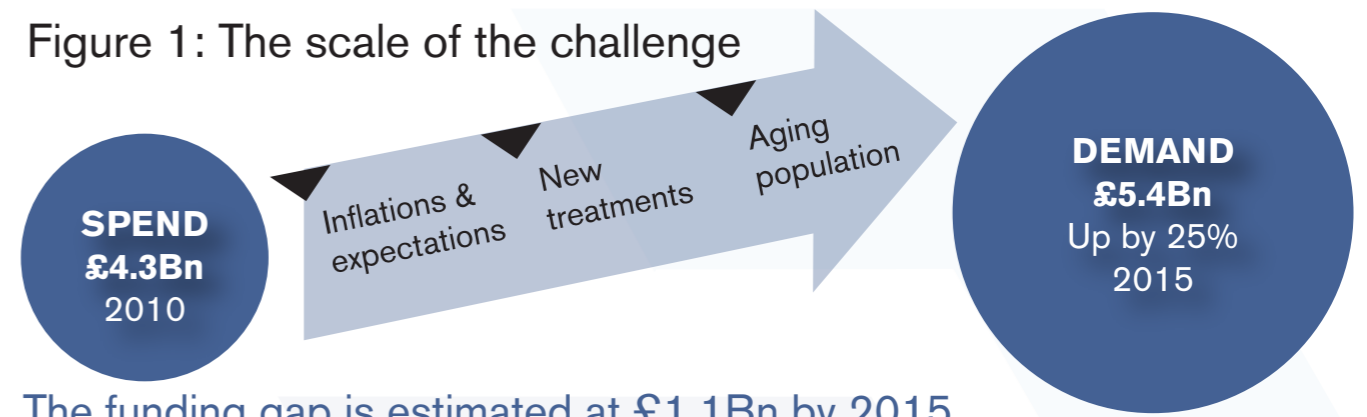 Figure 1: The scale of the challenge
SPEND
£4.3Bn
2010
Inflations &
expectations
New
treatments
Aging
population
DEMAND
£5.4Bn
Up by 25%
2015
The funding gap is estimated at £1.1Bn by 2015